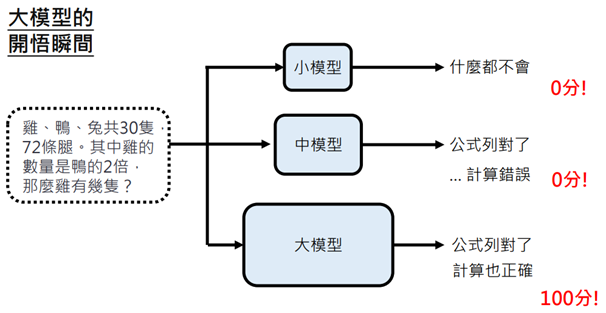 大模型的
開悟瞬間
小模型
什麼都不會
0分!
雞、鴨、兔共30隻，
72條腿。其中雞的
數量是鴨的2倍，
那麼雞有幾隻？
中模型
公式列對了
... 計算錯誤
0分!
大模型
公式列對了
計算也正確
100分!